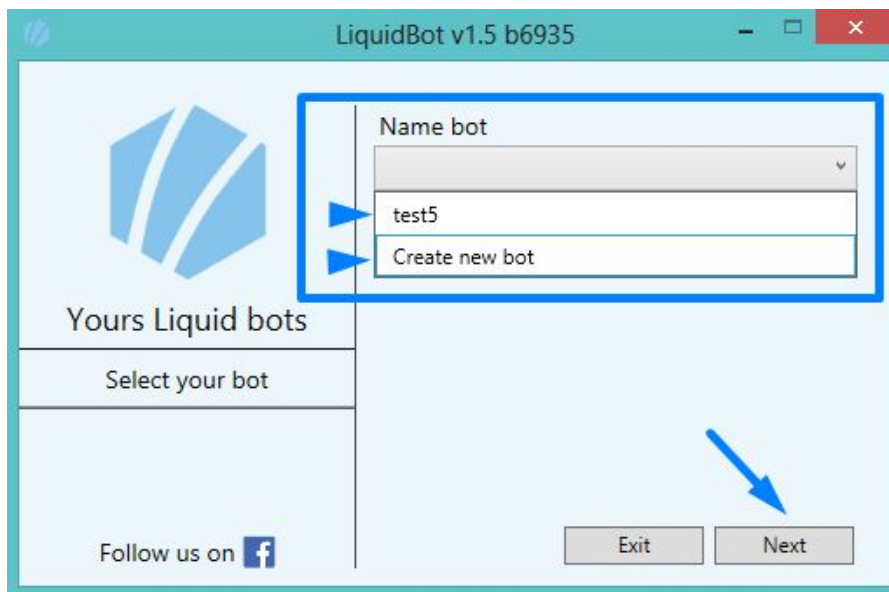 LiquidBot v1.5 b6935
Name bot
test5
Create new bot
Yours Liquid bots
Select your bot
Follow us on f
Exit
Next